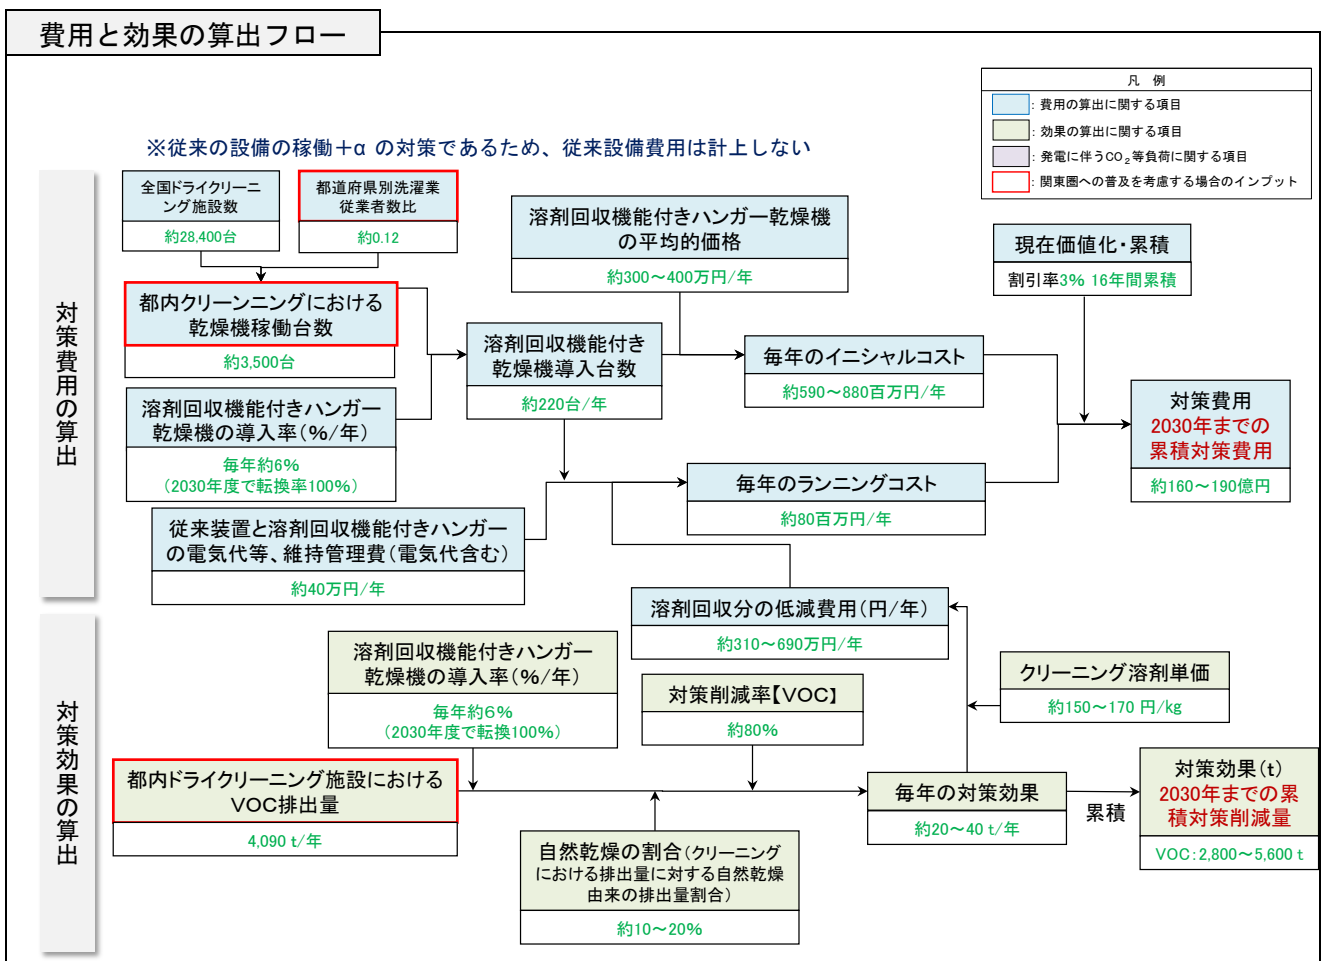 費用と効果の算出フロー
凡 例
: 費用の算出に関する項目
: 効果の算出に関する項目
: 発電に伴うCO₂等負荷に関する項目
: 関東圏への普及を考慮する場合のインプット
※従来の設備の稼働+α の対策であるため、従来設備費用は計上しない
対策費用の算出
全国ドライクリーニ
ング施設数
約28,400台
都道府県別洗濯業
従業者数比
約0.12
都内クリーンニングにおける
乾燥機稼働台数
約3,500台
溶剤回収機能付きハンガー
乾燥機の導入率(%/年)
毎年約6%
(2030年度で転換率100%)
従来装置と溶剤回収機能付きハンガー
の電気代等、維持管理費(電気代含む)
約40万円/年
溶剤回収機能付きハンガー乾燥機
の平均的価格
約300～400万円/年
溶剤回収機能付き
乾燥機導入台数
約220台/年
毎年のイニシャルコスト
約590～880百万円/年
毎年のランニングコスト
約80百万円/年
現在価値化・累積
割引率3% 16年間累積
対策費用
2030年までの
累積対策費用
約160～190億円
溶剤回収分の低減費用(円/年)
約310～690万円/年
対策効果の算出
溶剤回収機能付きハンガー
乾燥機の導入率(%/年)
毎年約6%
(2030年度で転換100%)
対策削減率【VOC】
約80%
クリーニング溶剤単価
約150～170 円/kg
都内ドライクリーニング施設における
VOC排出量
4,090 t/年
自然乾燥の割合(クリーニング
における排出量に対する自然乾燥
由来の排出量割合)
約10～20%
毎年の対策効果
約20～40 t/年
累積
対策効果(t)
2030年までの累
積対策削減量
VOC:2,800～5,600 t